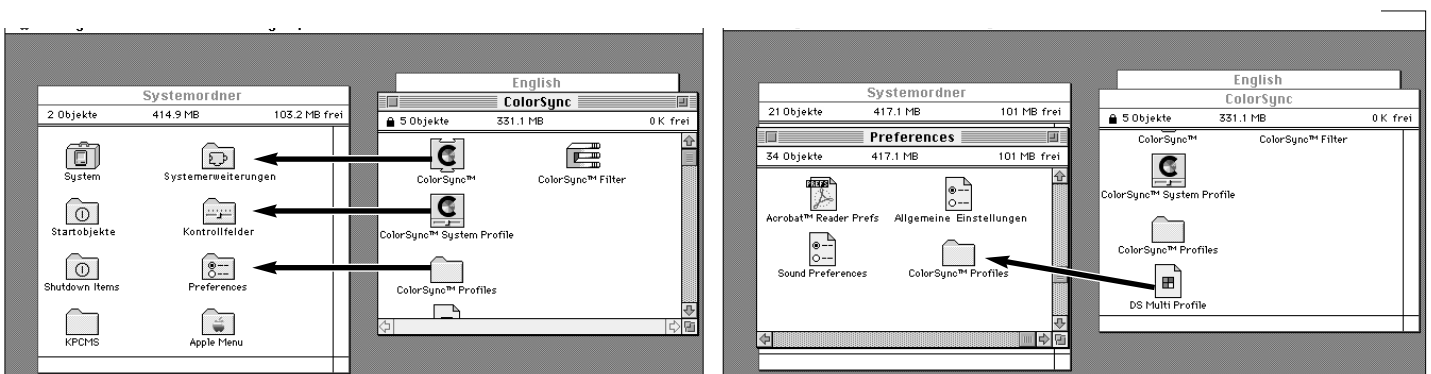 Systemordner
2 Objekte 414.9 MB 103.2 MB frei
System
Systemerweiterungen
Startobjekte
Kontrollfelder
Shutdown Items
Preferences
KPCMS
Apple Menu
English
ColorSync
5 Objekte 331.1 MB 0 K frei
ColorSync™
ColorSync™ Filter
ColorSync™ System Profile
ColorSync™ Profiles
Systemordner
21 Objekte 417.1 MB 101 MB frei
Preferences
34 Objekte 417.1 MB 101 MB frei
PREFS
Acrobat™ Reader Prefs
Allgemeine Einstellungen
Sound Preferences
ColorSync™ Profiles
English
ColorSync
5 Objekte 331.1 MB 0 K frei
ColorSync™
ColorSync™ Filter
ColorSync™ System Profile
ColorSync™ Profiles
DS Multi Profile